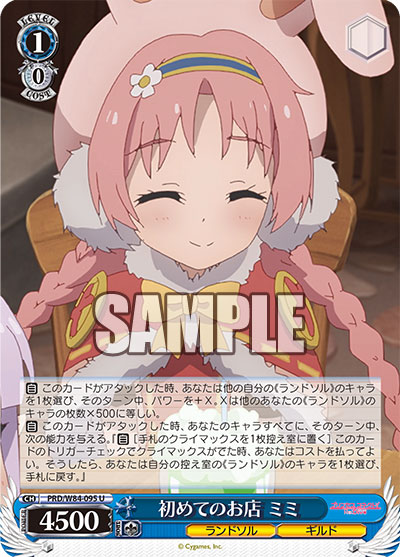 LEVEL
1
0
COST
SAMPLE
自 このカードがアタックした時、あなたは他の自分の《ランドソル》のキャラ
を1枚選び、そのターン中、パワーを+X。Xは他のあなたの《ランドソル》の
キャラの枚数×500に等しい。
自 このカードがアタックした時、あなたのキャラすべてに、そのターン中、
次の能力を与える。『自 [手札のクライマックスを1枚控え室に置く] このカー
ドのトリガーチェックでクライマックスがでた時、あなたはコストを払ってよ
い。そうしたら、あなたは自分の控え室の《ランドソル》のキャラを1枚選び、
手札に戻す。』
CH PRD/W84-095 U
POWER
4500
SOUL
初めてのお店 ミミ
ランドソル ギルド
© Cygames, Inc.